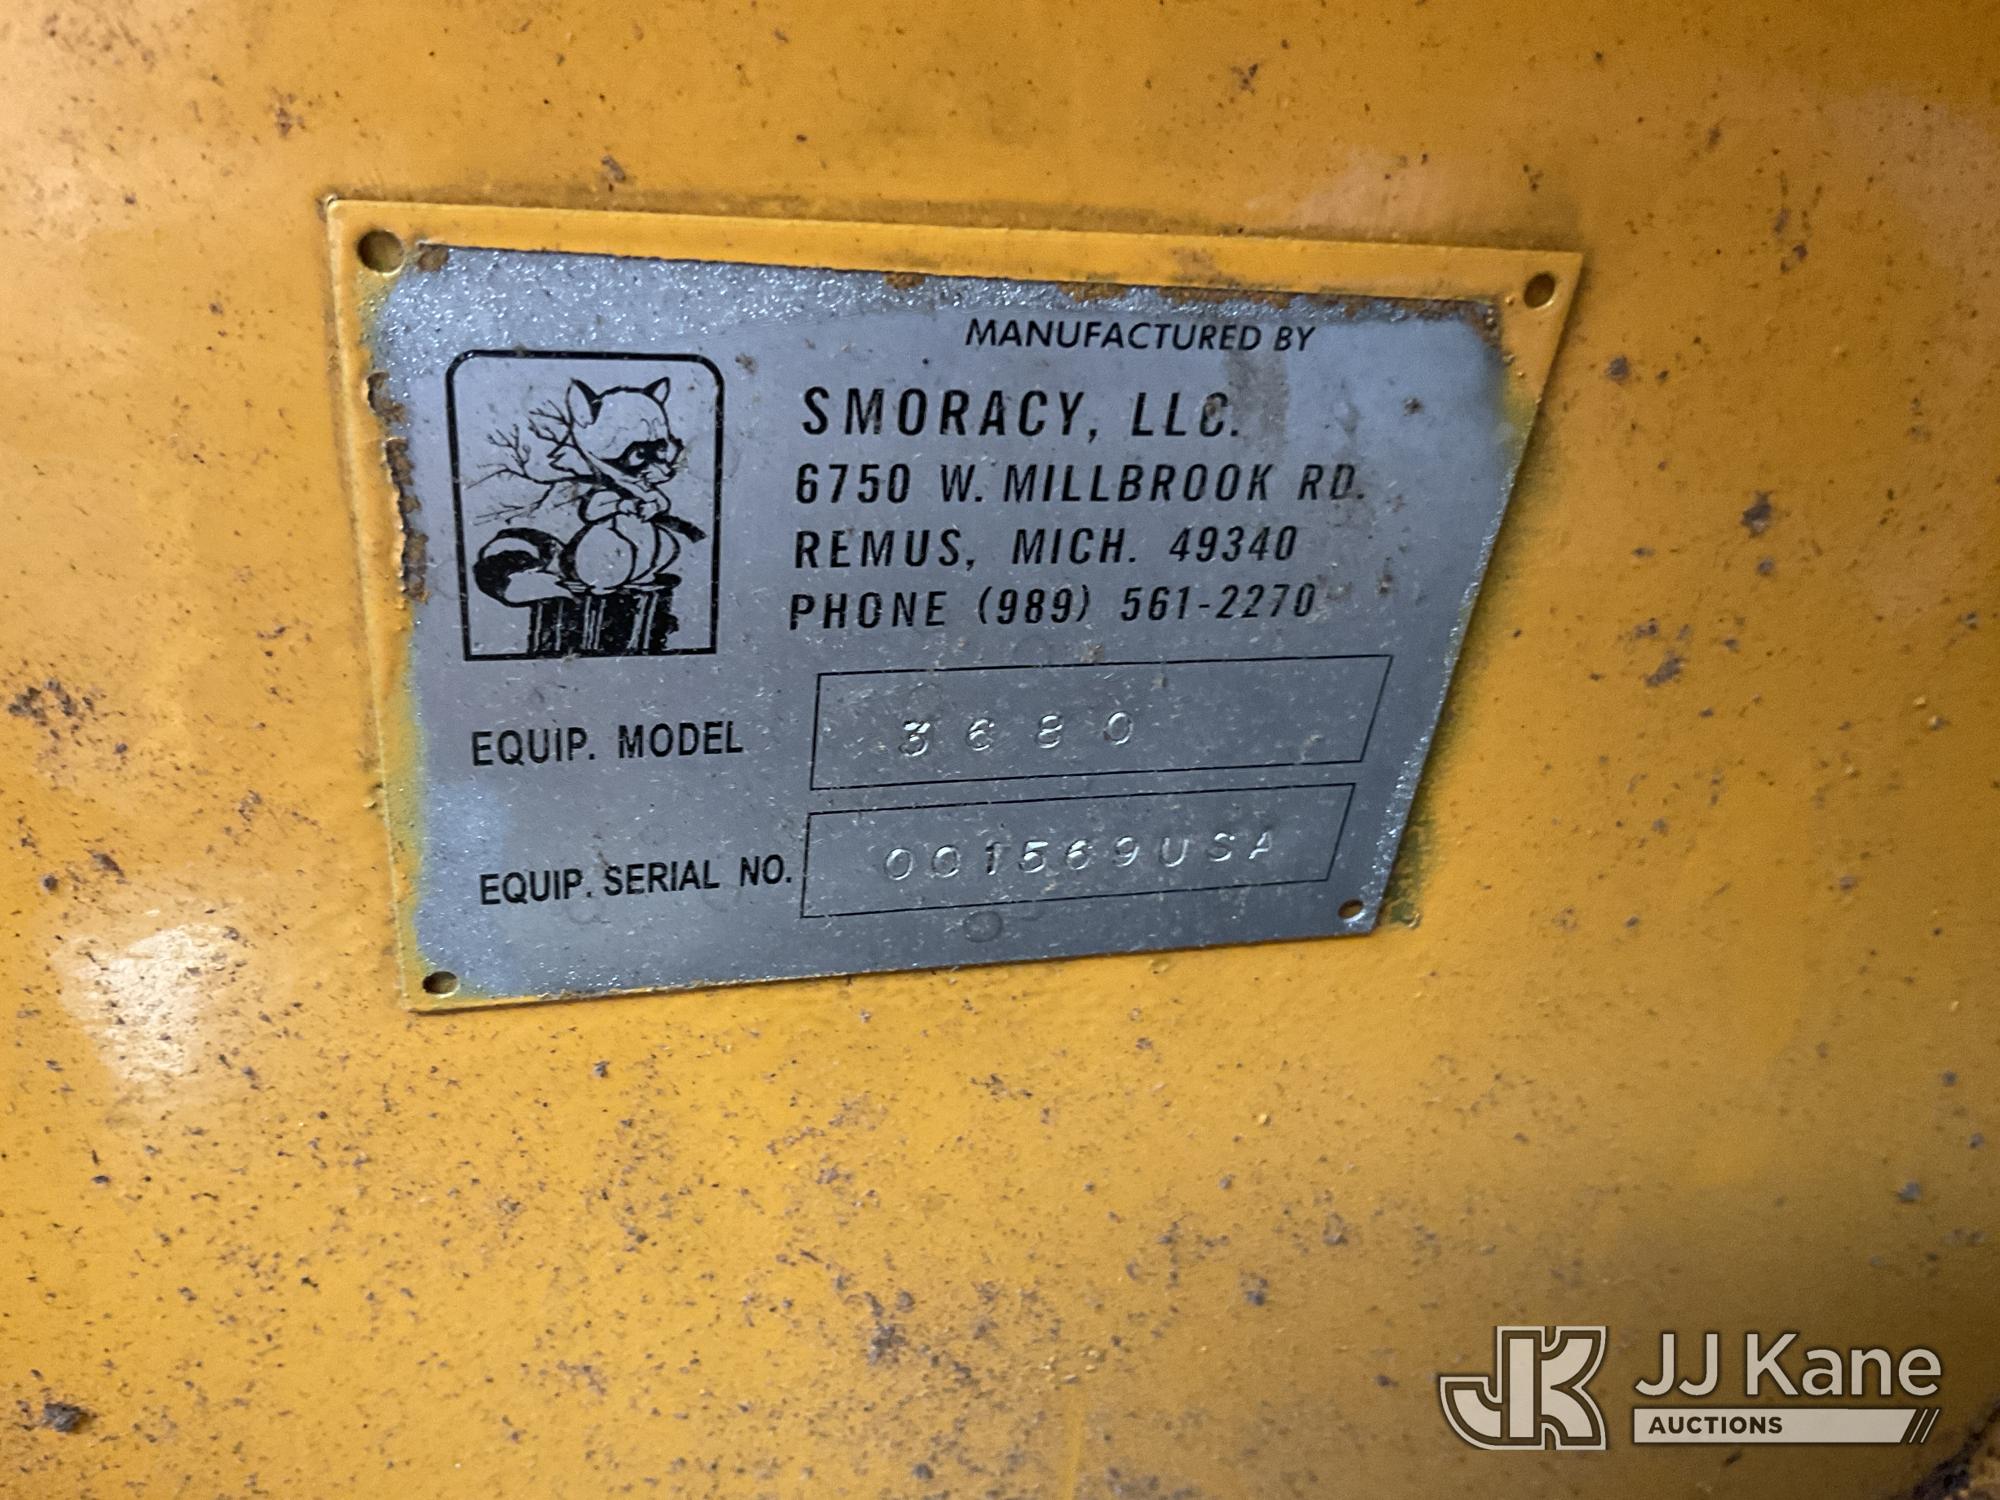 MANUFACTURED BY
SMORACY, LLC.
6750 W. MILLBROOK RD.
REMUS, MICH. 49340
PHONE (989) 561-2270
EQUIP. MODEL 3680
EQUIP. SERIAL NO. 001569USA
JK JJ Kane
AUCTIONS